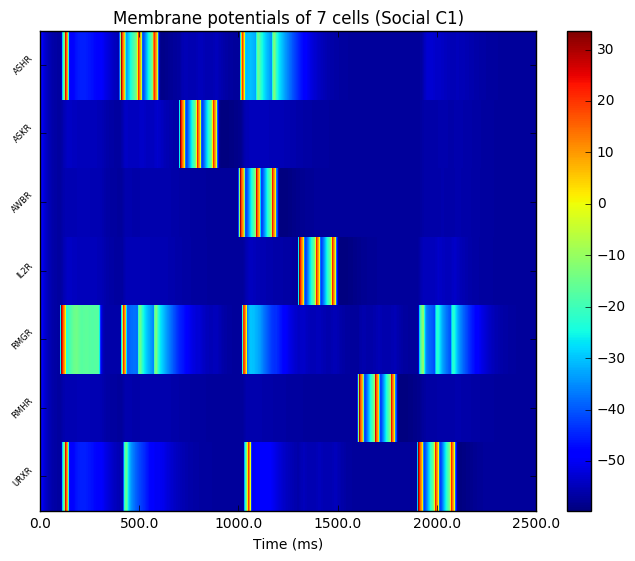 Membrane potentials of 7 cells (Social C1)
ASHR
ASKR
AWBR
IL2R
RMGR
RMHR
URXR
0.0 500.0 1000.0 1500.0 2000.0 2500.0
Time (ms)
30
20
10
0
−10
−20
−30
−40
−50